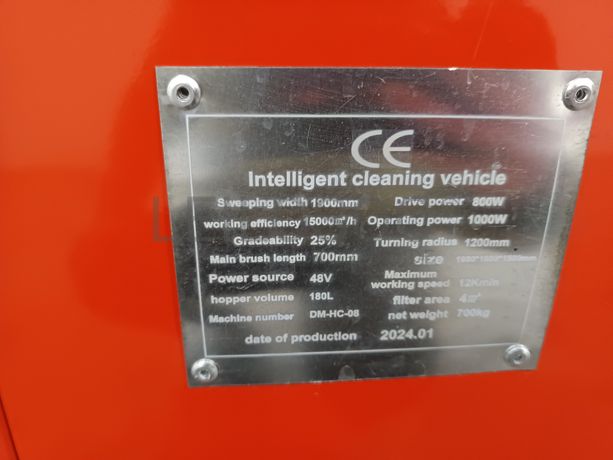 CE
Intelligent cleaning vehicle
Sweeping width 1900mm Drive power 800W
working efficiency 15000㎡/h Operating power 1000W
Gradeability 25% Turning radius 1200mm
Main brush length 700mm size
Power source 48V Maximum working speed 12Km/h
hopper volume 180L filter area 4㎡
Machine number DM-HC-08 net weight 700kg
date of production 2024.01